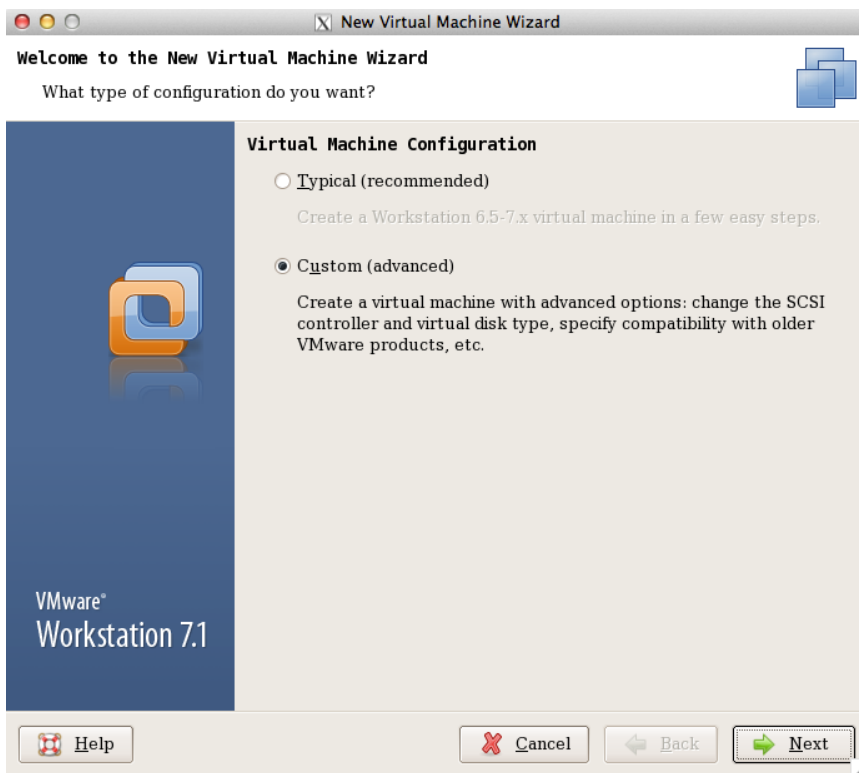 New Virtual Machine Wizard
Welcome to the New Virtual Machine Wizard
What type of configuration do you want?
Virtual Machine Configuration
Typical (recommended)
Create a Workstation 6.5-7.x virtual machine in a few easy steps.
Custom (advanced)
Create a virtual machine with advanced options: change the SCSI
controller and virtual disk type, specify compatibility with older
VMware products, etc.
VMware®
Workstation 7.1
Help
Cancel
Back
Next